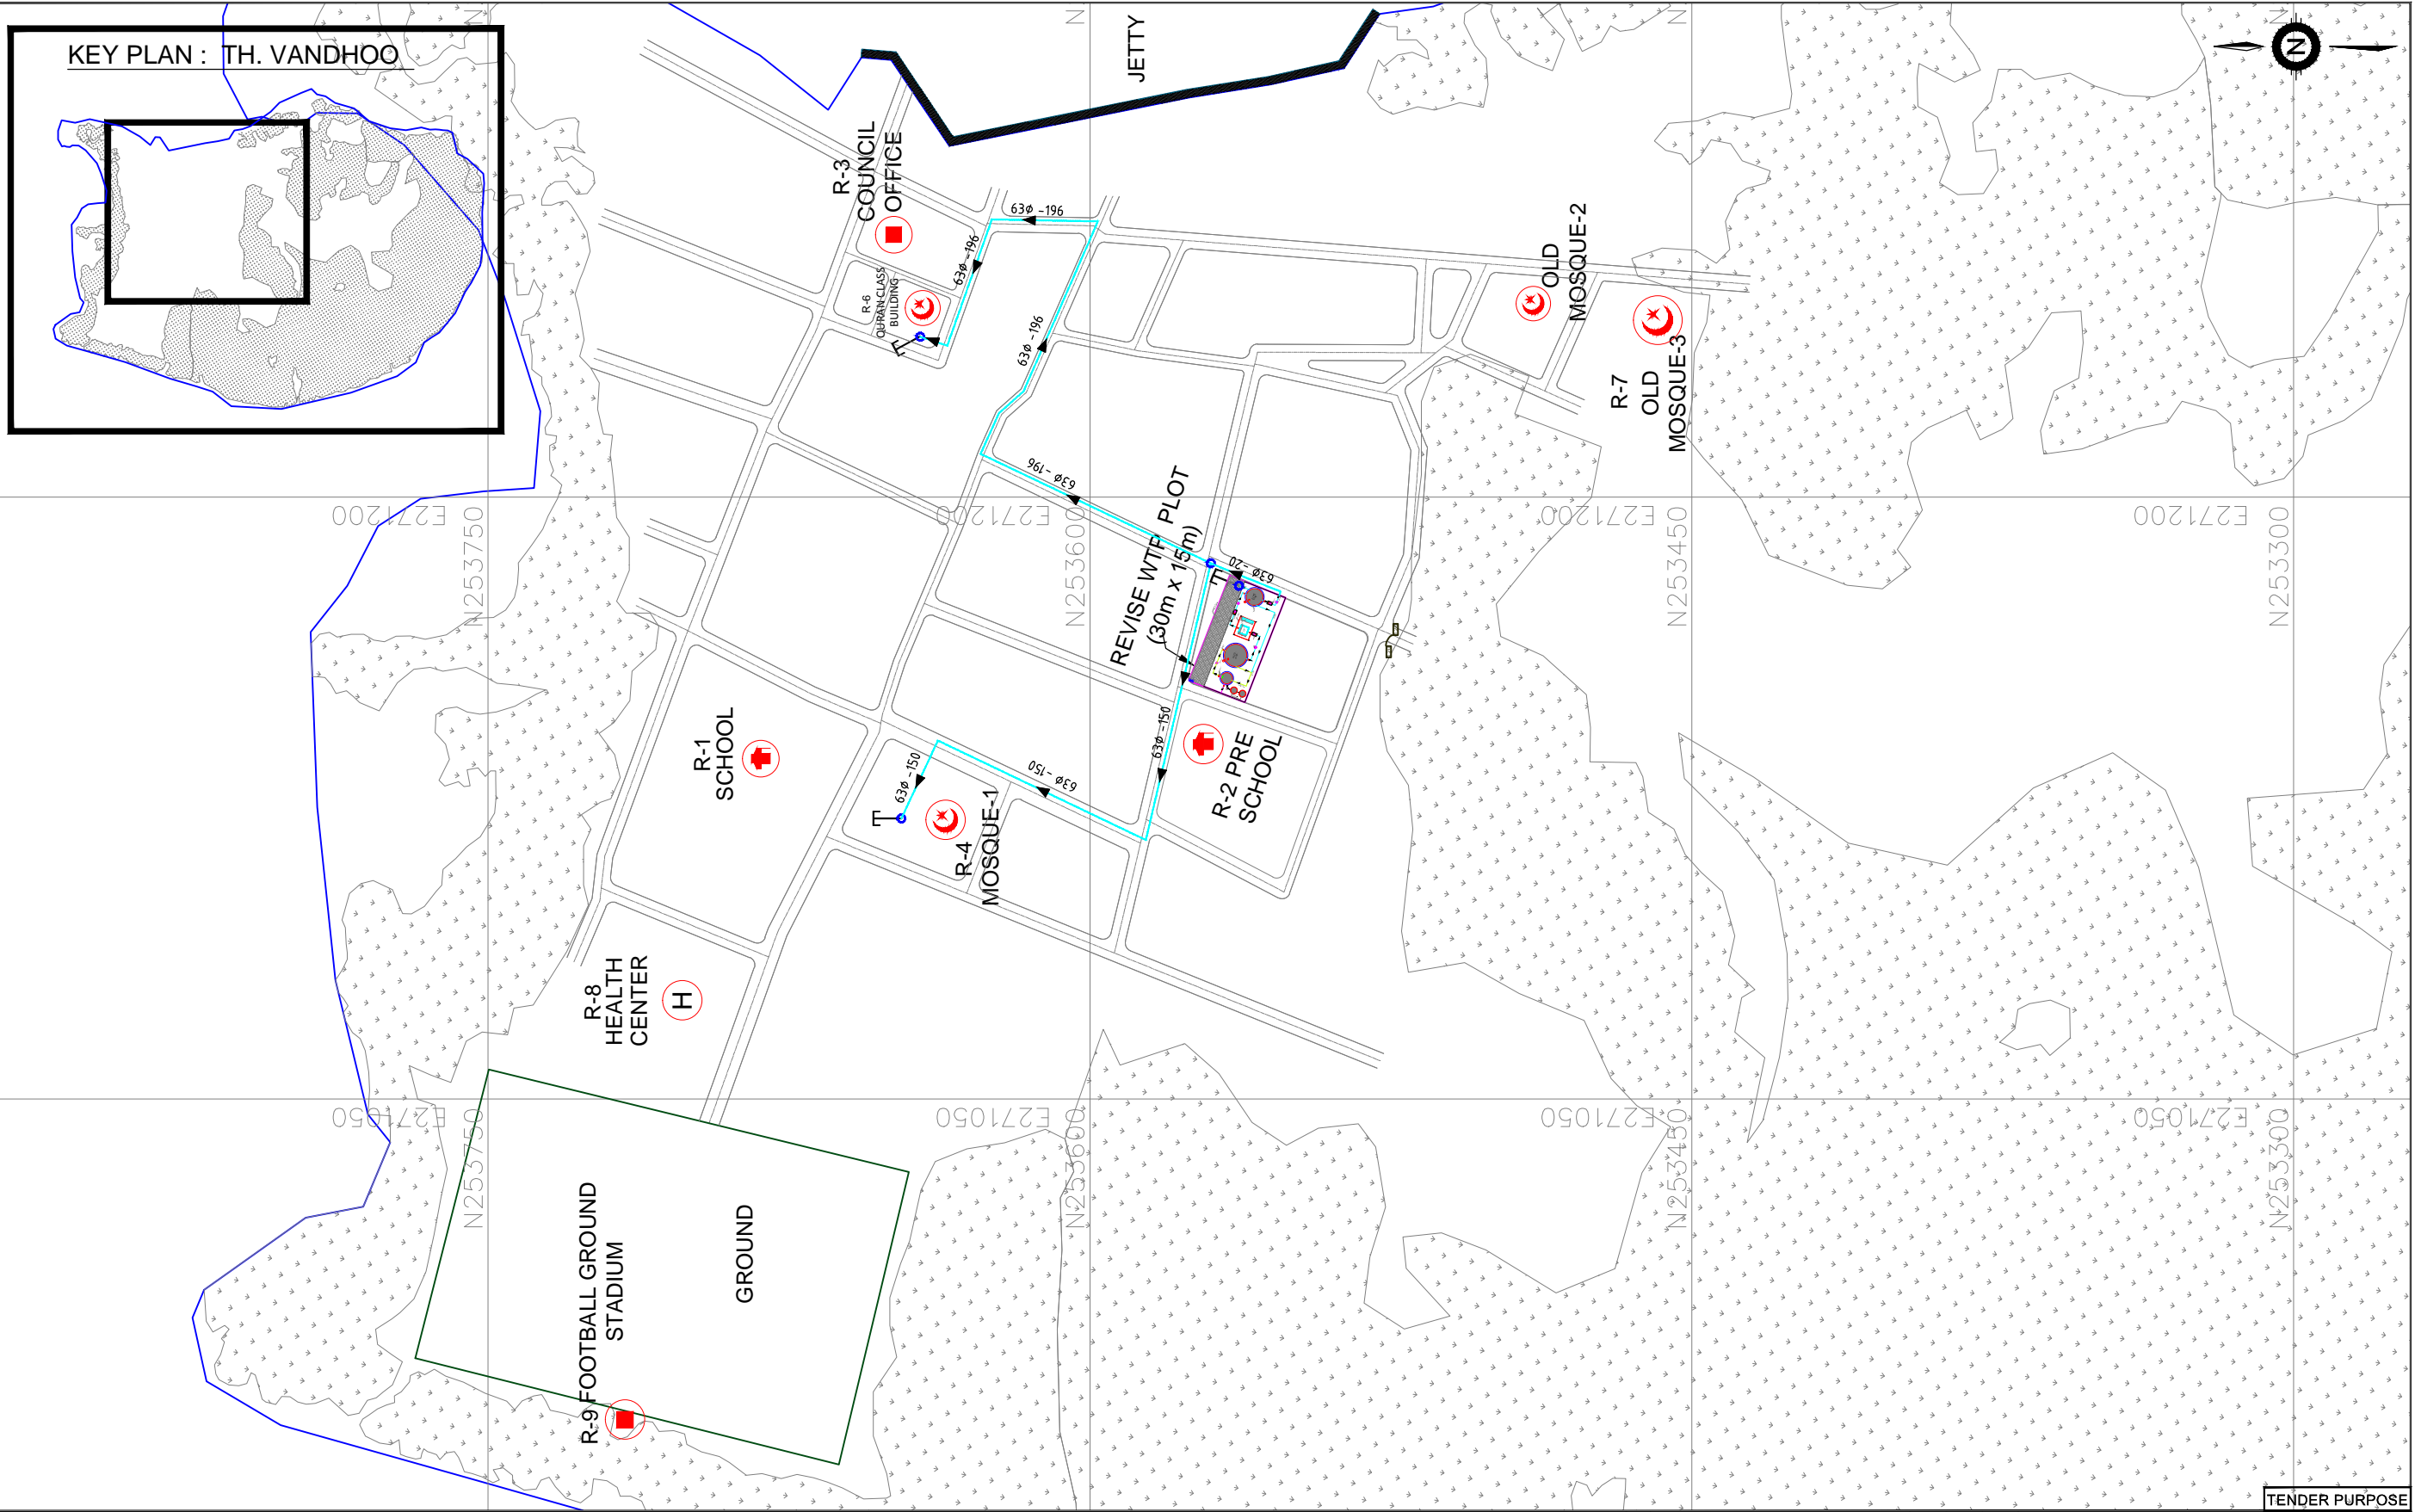 KEY PLAN : TH. VANDHOO
JETTY
N
N
N
N
R-3
COUNCIL
OFFICE
R-6
QURAN CLASS
BUILDING
63ø -196
63ø -196
63ø -196
63ø -196
OLD
MOSQUE-2
R-7
OLD
MOSQUE-3
E271200
E271200
E271200
E271200
N253750
N253600
N253450
N253300
REVISE WTP PLOT
(30m x 15m)
63ø -20
63ø -150
63ø -150
63ø -150
R-1
SCHOOL
R-2 PRE
SCHOOL
R-4
MOSQUE-1
R-8
HEALTH
CENTER
H
E271050
E271050
E271050
E271050
N253750
N253600
N253450
N253300
R-9 FOOTBALL GROUND
STADIUM
GROUND
TENDER PURPOSE